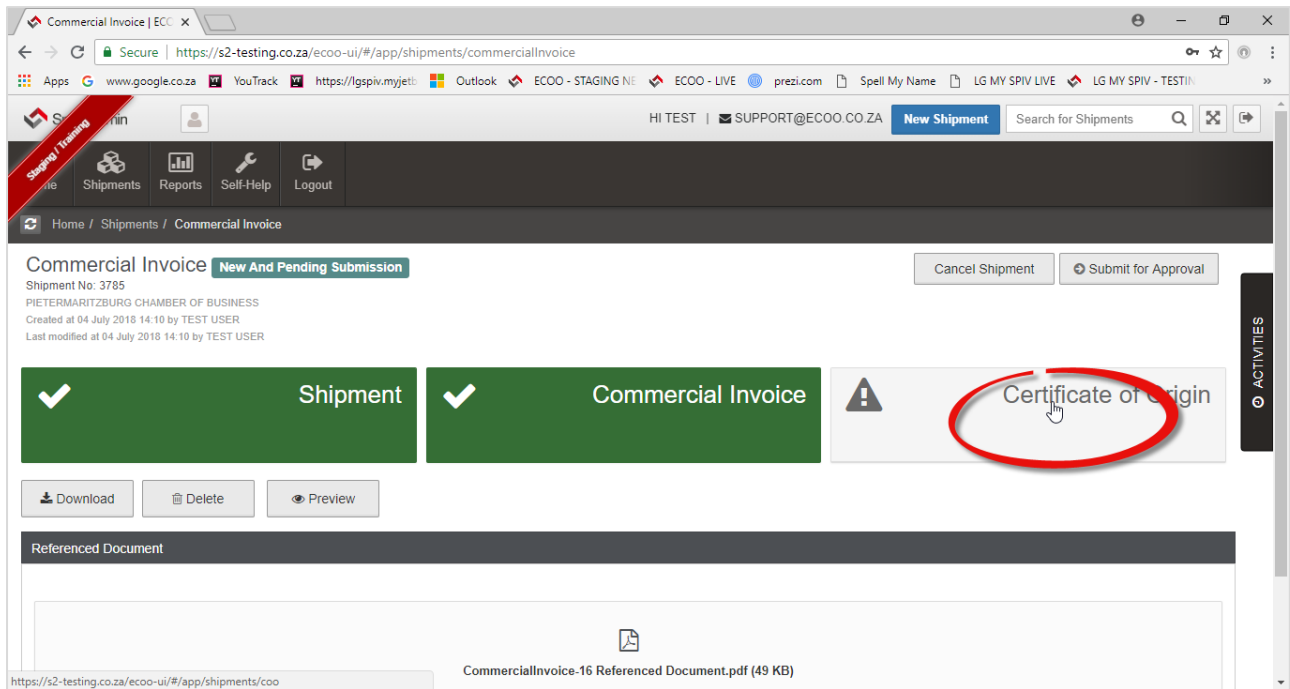 Commercial Invoice | ECC
Secure | https://s2-testing.co.za/ecoo-ui/#/app/shipments/commercialInvoice
Apps www.google.co.za YouTrack https://lgspiv.myjetb Outlook ECOO - STAGING NE ECOO - LIVE prezi.com Spell My Name LG MY SPIV LIVE LG MY SPIV - TESTIN »
Staging / Training
HI TEST | SUPPORT@ECOO.CO.ZA New Shipment Search for Shipments
Shipments Reports Self-Help Logout
Home / Shipments / Commercial Invoice
Commercial Invoice New And Pending Submission
Cancel Shipment Submit for Approval
Shipment No: 3785
PIETERMARITZBURG CHAMBER OF BUSINESS
Created at 04 July 2018 14:10 by TEST USER
Last modified at 04 July 2018 14:10 by TEST USER
ACTIVITIES
Shipment Commercial Invoice Certificate of Origin
Download Delete Preview
Referenced Document
CommercialInvoice-16 Referenced Document.pdf (49 KB)
https://s2-testing.co.za/ecoo-ui/#/app/shipments/coo